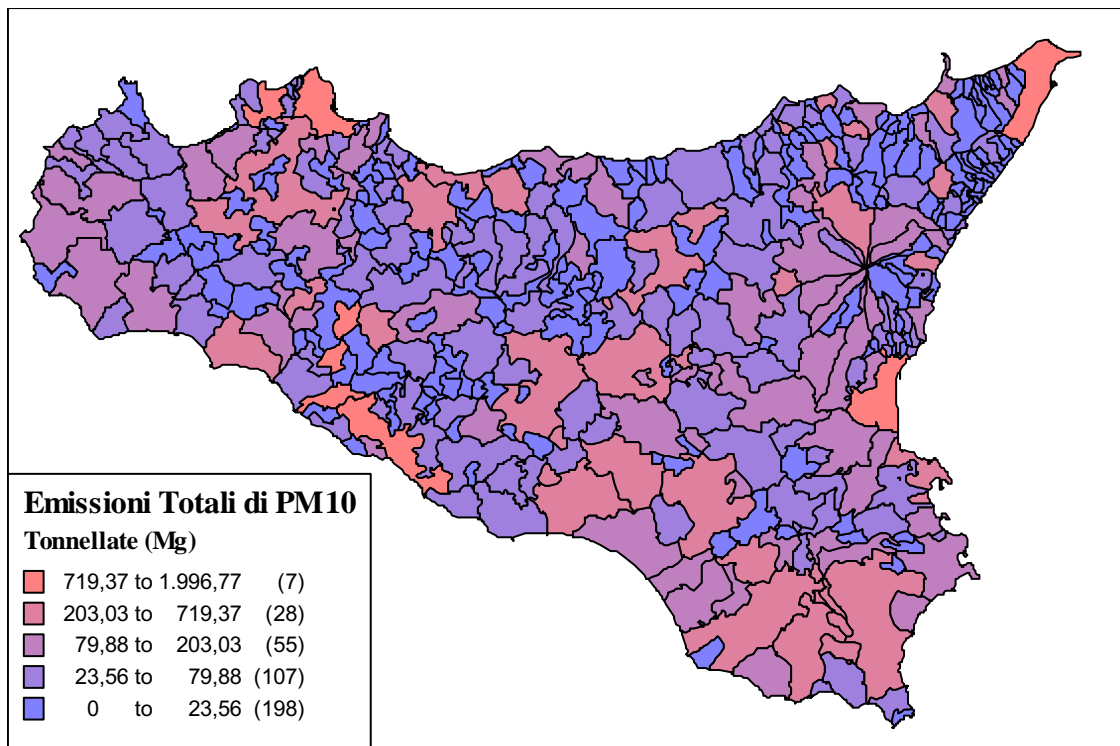 Emissioni Totali di PM10
Tonnellate (Mg)
719,37 to 1.996,77 (7)
203,03 to 719,37 (28)
79,88 to 203,03 (55)
23,56 to 79,88 (107)
0 to 23,56 (198)